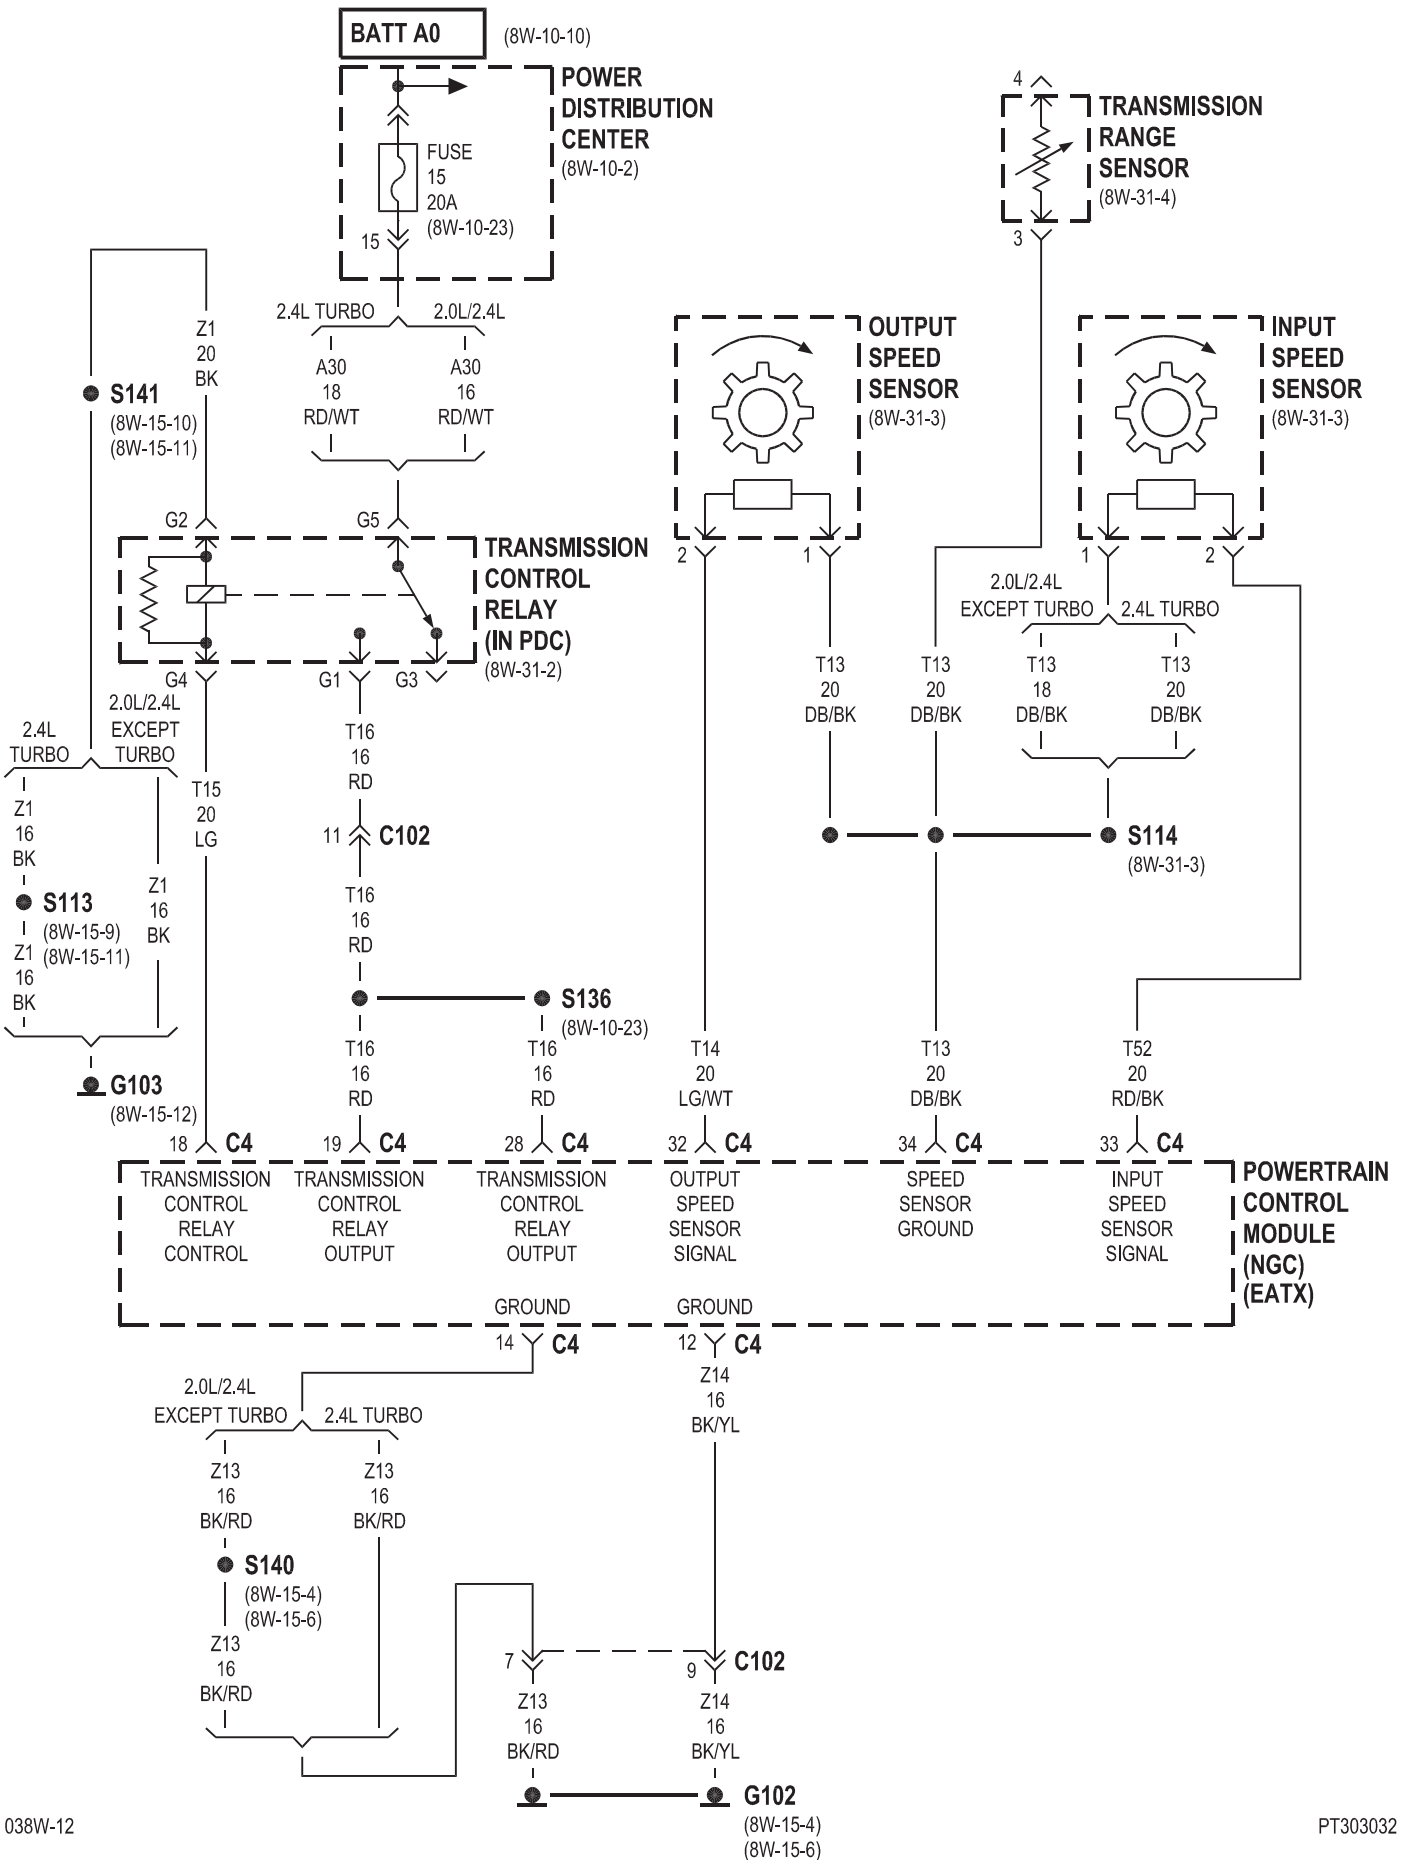 BATT A0
(8W-10-10)
POWER
DISTRIBUTION
CENTER
(8W-10-2)
FUSE
15
20A
(8W-10-23)
15
4
TRANSMISSION
RANGE
SENSOR
(8W-31-4)
3
2.4L TURBO
2.0L/2.4L
A30
18
RD/WT
A30
16
RD/WT
Z1
20
BK
S141
(8W-15-10)
(8W-15-11)
OUTPUT
SPEED
SENSOR
(8W-31-3)
2
1
INPUT
SPEED
SENSOR
(8W-31-3)
1
2
G2
G5
TRANSMISSION
CONTROL
RELAY
(IN PDC)
(8W-31-2)
G4
G1
G3
2.0L/2.4L
EXCEPT TURBO
2.4L TURBO
T13
20
DB/BK
T13
20
DB/BK
T13
18
DB/BK
T13
20
DB/BK
2.4L
TURBO
2.0L/2.4L
EXCEPT
TURBO
T15
20
LG
T16
16
RD
11
C102
T16
16
RD
S114
(8W-31-3)
Z1
16
BK
S113
(8W-15-9)
(8W-15-11)
Z1
16
BK
Z1
16
BK
S136
(8W-10-23)
G103
(8W-15-12)
T16
16
RD
T16
16
RD
T14
20
LG/WT
T13
20
DB/BK
T52
20
RD/BK
18
C4
19
C4
28
C4
32
C4
34
C4
33
C4
TRANSMISSION
CONTROL
RELAY
CONTROL
TRANSMISSION
CONTROL
RELAY
OUTPUT
TRANSMISSION
CONTROL
RELAY
OUTPUT
OUTPUT
SPEED
SENSOR
SIGNAL
SPEED
SENSOR
GROUND
INPUT
SPEED
SENSOR
SIGNAL
POWERTRAIN
CONTROL
MODULE
(NGC)
(EATX)
GROUND
GROUND
14
C4
12
C4
2.0L/2.4L
EXCEPT TURBO
2.4L TURBO
Z14
16
BK/YL
Z13
16
BK/RD
Z13
16
BK/RD
S140
(8W-15-4)
(8W-15-6)
Z13
16
BK/RD
7
9
C102
Z13
16
BK/RD
Z14
16
BK/YL
G102
(8W-15-4)
(8W-15-6)
038W-12
PT303032